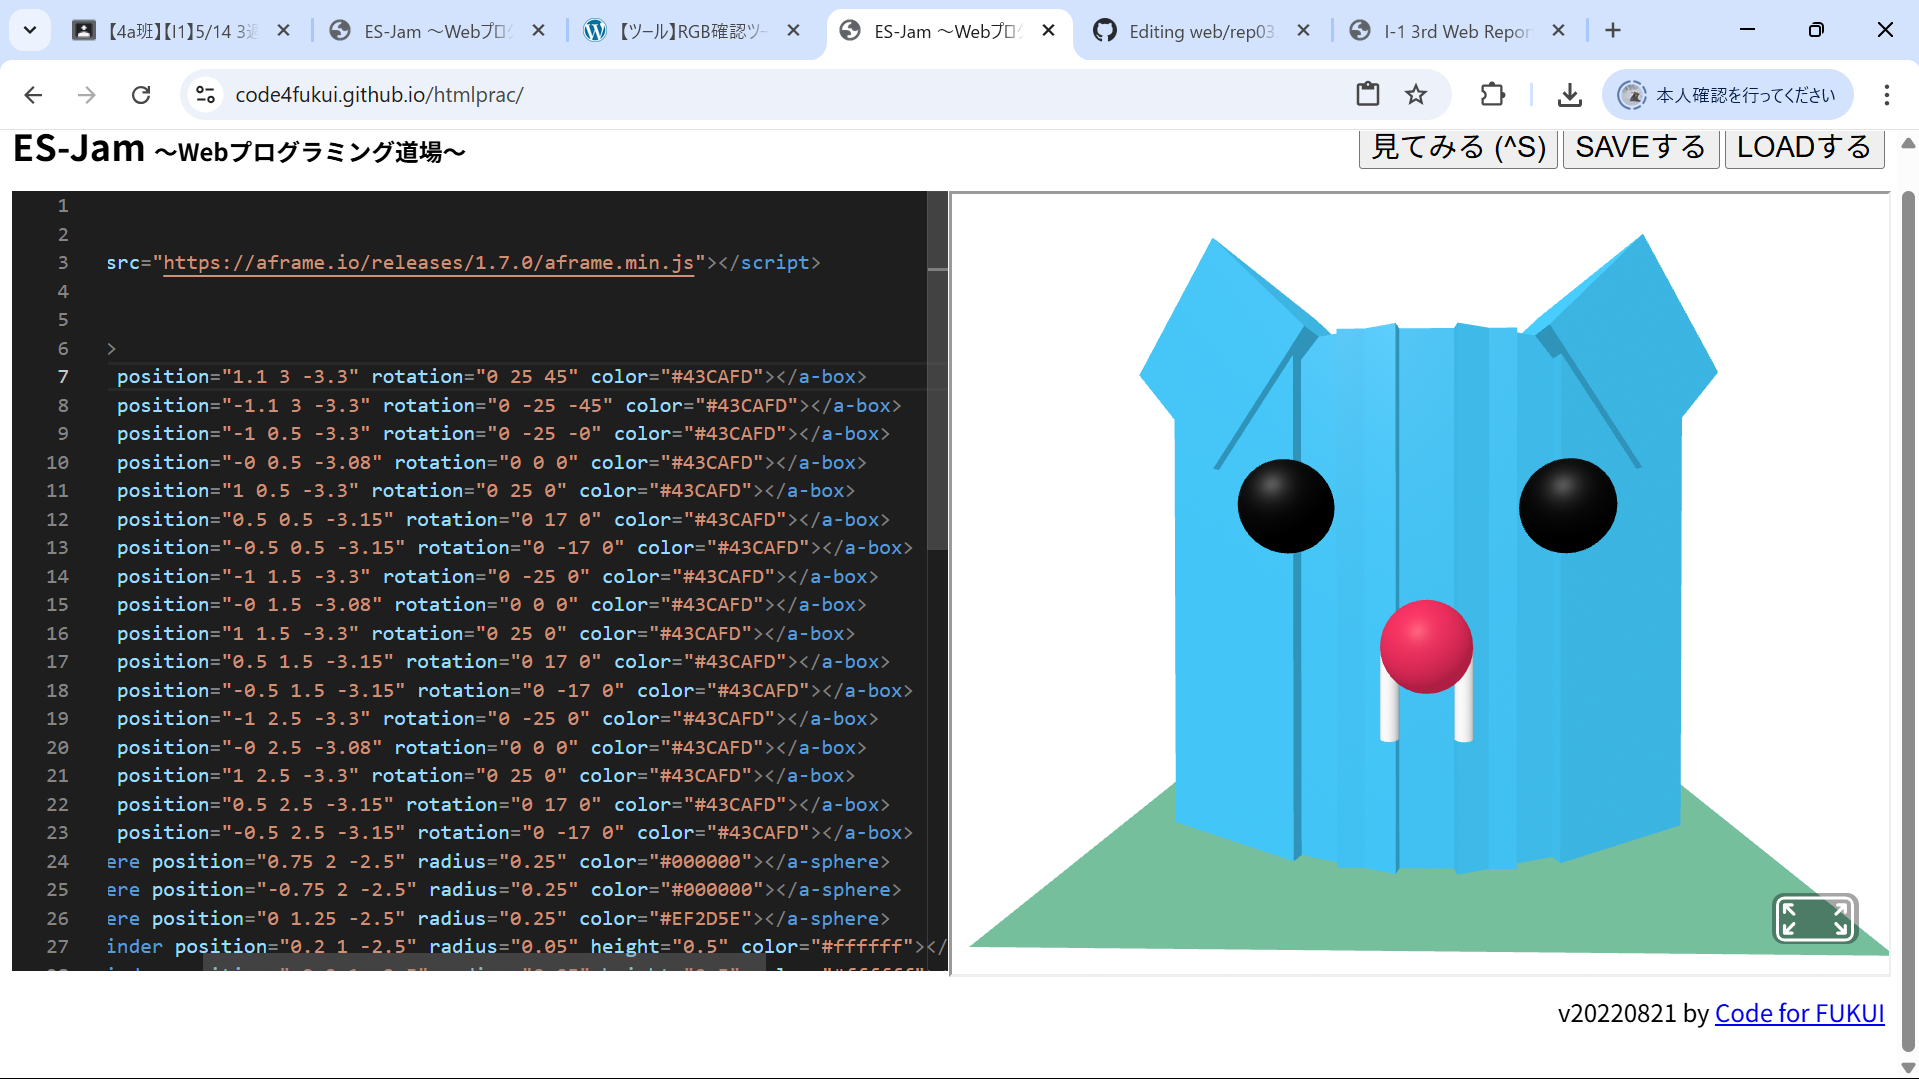 【4a班】【I1】5/14 3週
ES-Jam ～Webプログ
【ツール】RGB確認ツー
ES-Jam ～Webプロ
Editing web/rep03
I-1 3rd Web Repor
code4fukui.github.io/htmlprac/
本人確認を行ってください
ES-Jam ～Webプログラミング道場～
見てみる (^S)
SAVEする
LOADする
1
2
3 src="https://aframe.io/releases/1.7.0/aframe.min.js"></script>
4
5
6 >
7 position="1.1 3 -3.3" rotation="0 25 45" color="#43CAFD"></a-box>
8 position="-1.1 3 -3.3" rotation="0 -25 -45" color="#43CAFD"></a-box>
9 position="-1 0.5 -3.3" rotation="0 -25 -0" color="#43CAFD"></a-box>
10 position="-0 0.5 -3.08" rotation="0 0 0" color="#43CAFD"></a-box>
11 position="1 0.5 -3.3" rotation="0 25 0" color="#43CAFD"></a-box>
12 position="0.5 0.5 -3.15" rotation="0 17 0" color="#43CAFD"></a-box>
13 position="-0.5 0.5 -3.15" rotation="0 -17 0" color="#43CAFD"></a-box>
14 position="-1 1.5 -3.3" rotation="0 -25 0" color="#43CAFD"></a-box>
15 position="-0 1.5 -3.08" rotation="0 0 0" color="#43CAFD"></a-box>
16 position="1 1.5 -3.3" rotation="0 25 0" color="#43CAFD"></a-box>
17 position="0.5 1.5 -3.15" rotation="0 17 0" color="#43CAFD"></a-box>
18 position="-0.5 1.5 -3.15" rotation="0 -17 0" color="#43CAFD"></a-box>
19 position="-1 2.5 -3.3" rotation="0 -25 0" color="#43CAFD"></a-box>
20 position="-0 2.5 -3.08" rotation="0 0 0" color="#43CAFD"></a-box>
21 position="1 2.5 -3.3" rotation="0 25 0" color="#43CAFD"></a-box>
22 position="0.5 2.5 -3.15" rotation="0 17 0" color="#43CAFD"></a-box>
23 position="-0.5 2.5 -3.15" rotation="0 -17 0" color="#43CAFD"></a-box>
24 ere position="0.75 2 -2.5" radius="0.25" color="#000000"></a-sphere>
25 ere position="-0.75 2 -2.5" radius="0.25" color="#000000"></a-sphere>
26 ere position="0 1.25 -2.5" radius="0.25" color="#EF2D5E"></a-sphere>
27 inder position="0.2 1 -2.5" radius="0.05" height="0.5" color="#ffffff"></
v20220821 by Code for FUKUI